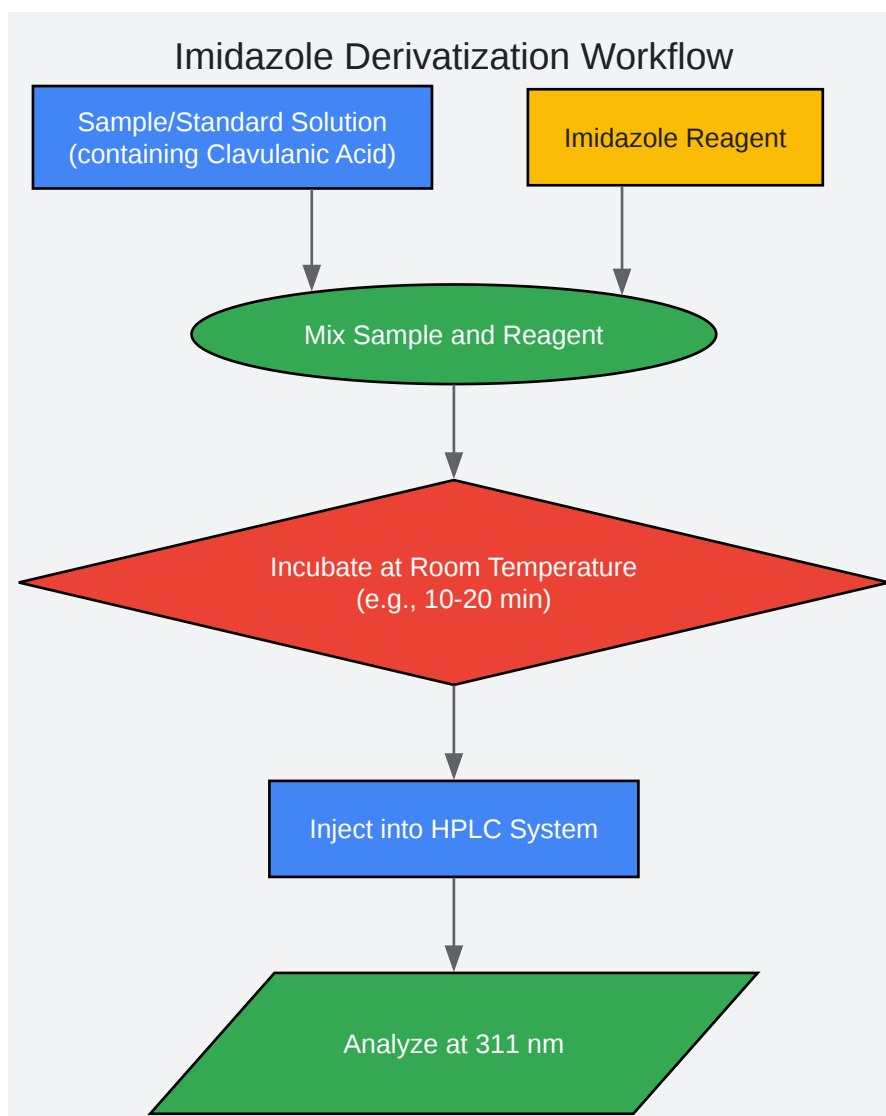 Imidazole Derivatization Workflow
Sample/Standard Solution
(containing Clavulanic Acid)
Imidazole Reagent
Mix Sample and Reagent
Incubate at Room Temperature
(e.g., 10-20 min)
Inject into HPLC System
Analyze at 311 nm